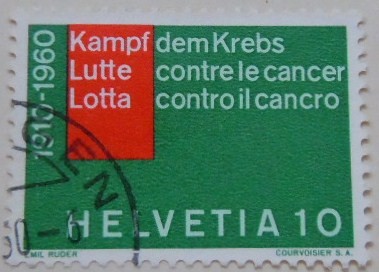 1910-1960
Kampf dem Krebs
Lutte contre le cancer
Lotta contro il cancro
HELVETIA 10
EMIL RUDER
COURVOISIER S.A.